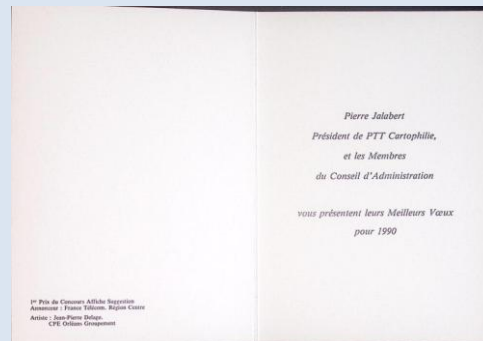 1er Prix du Concours Affiche Suggestion
Annonceur : France Télécom. Région Centre
Artiste : Jean-Pierre Delage.
CPE Orléans Groupement
Pierre Jalabert
Président de PTT Cartophilie,
et les Membres
du Conseil d'Administration
vous présentent leurs Meilleurs Vœux
pour 1990